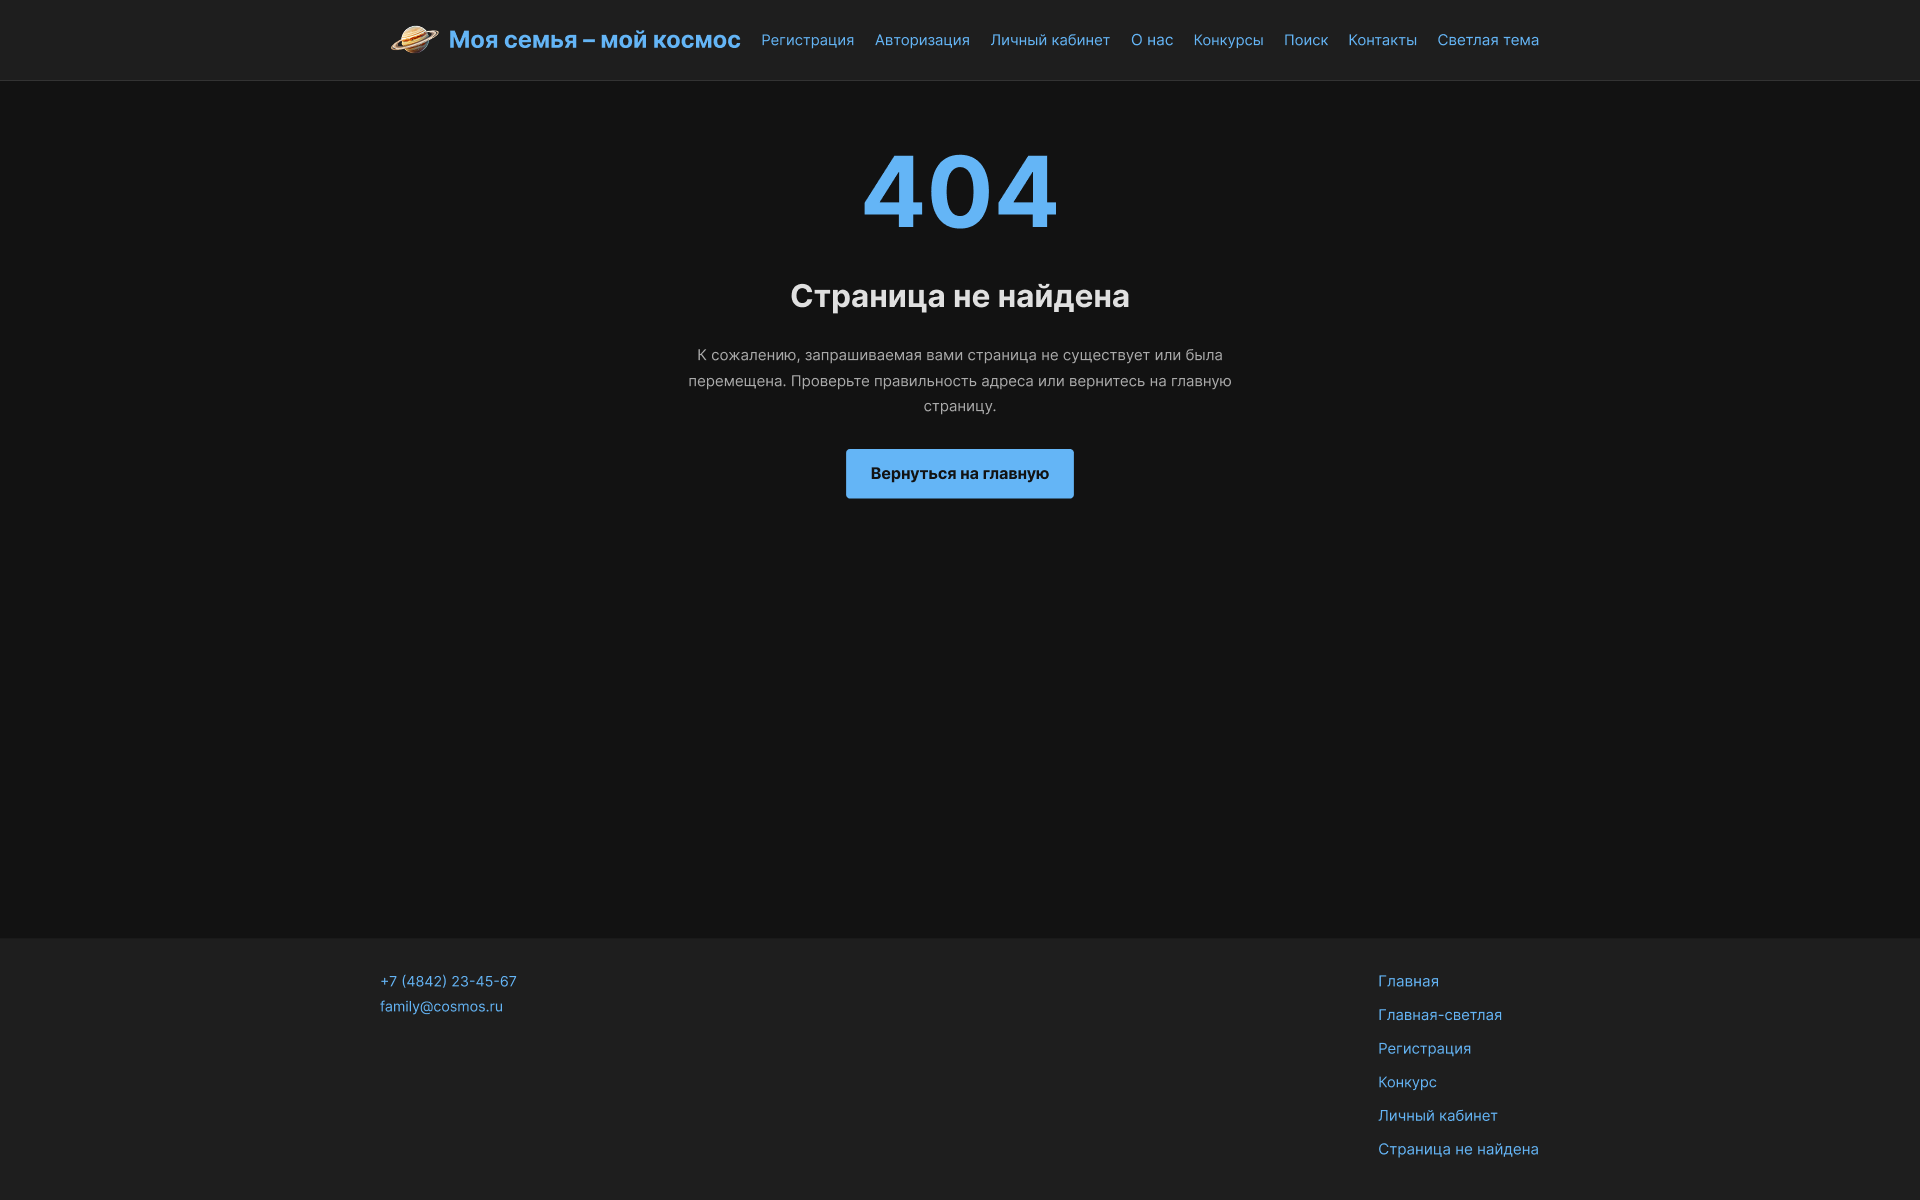 Моя семья – мой космос
Регистрация
Авторизация
Личный кабинет
О нас
Конкурсы
Поиск
Контакты
Светлая тема
404
Страница не найдена
К сожалению, запрашиваемая вами страница не существует или была
перемещена. Проверьте правильность адреса или вернитесь на главную
страницу.
Вернуться на главную
+7 (4842) 23-45-67
family@cosmos.ru
Главная
Главная-светлая
Регистрация
Конкурс
Личный кабинет
Страница не найдена